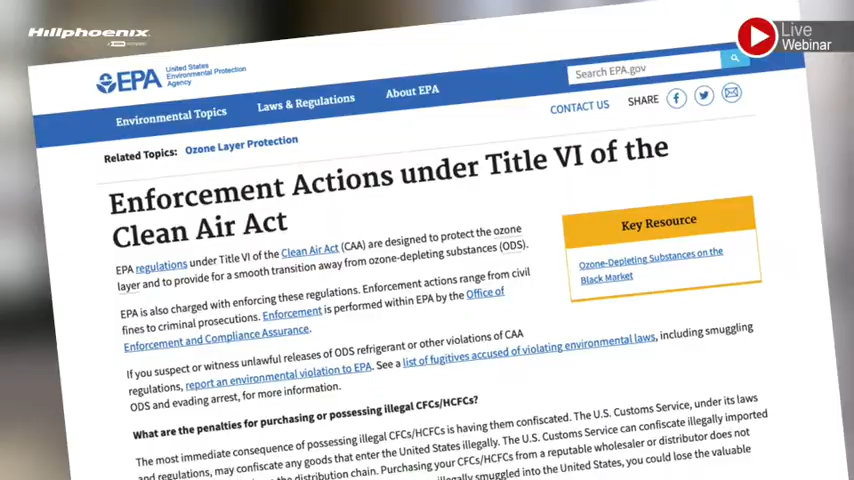 Hillphoenix
Live
Webinar
EPA
United States
Environmental Protection
Agency
Search EPA.gov
Environmental Topics
Laws & Regulations
About EPA
CONTACT US
SHARE
Related Topics: Ozone Layer Protection
Enforcement Actions under Title VI of the
Clean Air Act
EPA regulations under Title VI of the Clean Air Act (CAA) are designed to protect the ozone
layer and to provide for a smooth transition away from ozone-depleting substances (ODS).
EPA is also charged with enforcing these regulations. Enforcement actions range from civil
fines to criminal prosecutions. Enforcement is performed within EPA by the Office of
Enforcement and Compliance Assurance.
Key Resource
Ozone-Depleting Substances on the
Black Market
If you suspect or witness unlawful releases of ODS refrigerant or other violations of CAA
regulations, report an environmental violation to EPA. See a list of fugitives accused of violating environmental laws, including smuggling
ODS and evading arrest, for more information.
What are the penalties for purchasing or possessing illegal CFCs/HCFCs?
The most immediate consequence of possessing illegal CFCs/HCFCs is having them confiscated. The U.S. Customs Service, under its laws
and regulations, may confiscate any goods that enter the United States illegally. The U.S. Customs Service can confiscate illegally imported
the distribution chain. Purchasing your CFCs/HCFCs from a reputable wholesaler or distributor does not
illegally smuggled into the United States, you could lose the valuable